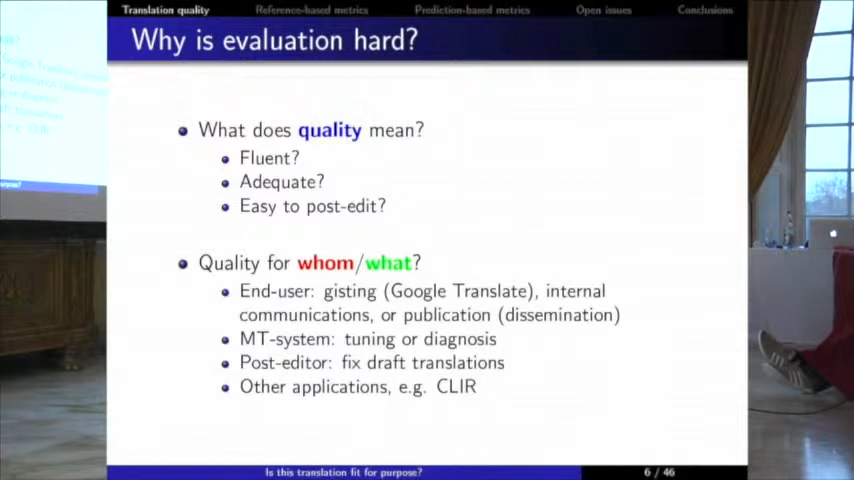 Translation quality Reference-based metrics Prediction-based metrics Open issues Conclusions
Why is evaluation hard?
What does quality mean?
Fluent?
Adequate?
Easy to post-edit?
Quality for whom/what?
End-user: gisting (Google Translate), internal
communications, or publication (dissemination)
MT-system: tuning or diagnosis
Post-editor: fix draft translations
Other applications, e.g. CLIR
Is this translation fit for purpose? 6 / 46